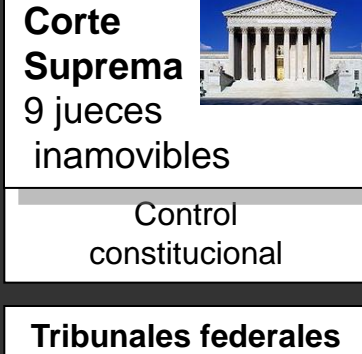 Corte
Suprema
9 jueces
inamovibles
Control
constitucional
Tribunales federales